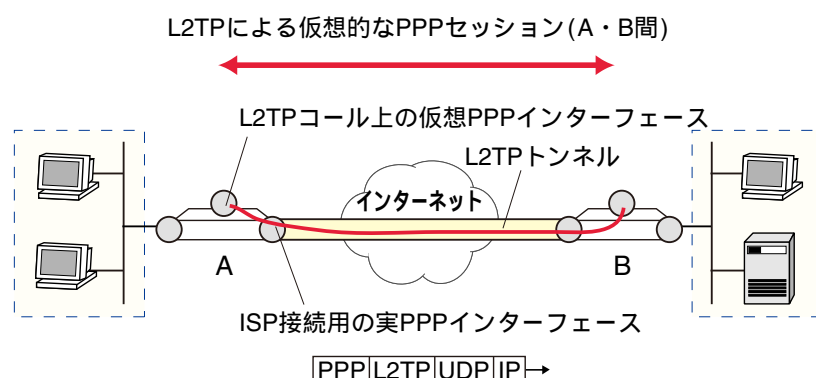 L2TPによる仮想的なPPPセッション(A・B間)
L2TPコール上の仮想PPPインターフェース
L2TPトンネル
インターネット
A
B
ISP接続用の実PPPインターフェース
PPP L2TP UDP IP